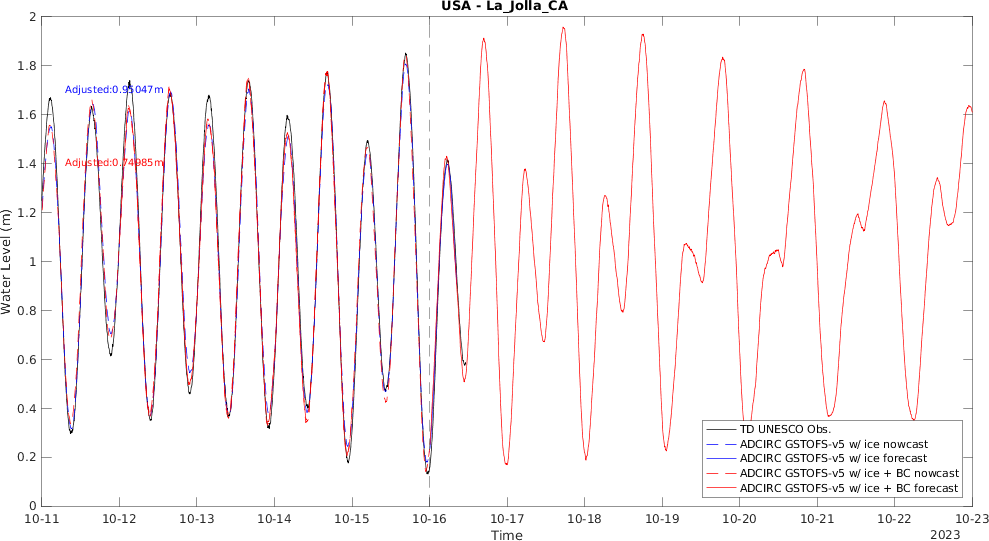 USA - La_Jolla_CA
2
1.8
1.6
1.4
1.2
1
0.8
0.6
0.4
0.2
0
Water Level (m)
Adjusted:0.95047m
Adjusted:0.74985m
TD UNESCO Obs.
ADCIRC GSTOFS-v5 w/ ice nowcast
ADCIRC GSTOFS-v5 w/ ice forecast
ADCIRC GSTOFS-v5 w/ ice + BC nowcast
ADCIRC GSTOFS-v5 w/ ice + BC forecast
10-11 10-12 10-13 10-14 10-15 10-16 10-17 10-18 10-19 10-20 10-21 10-22 10-23
Time
2023